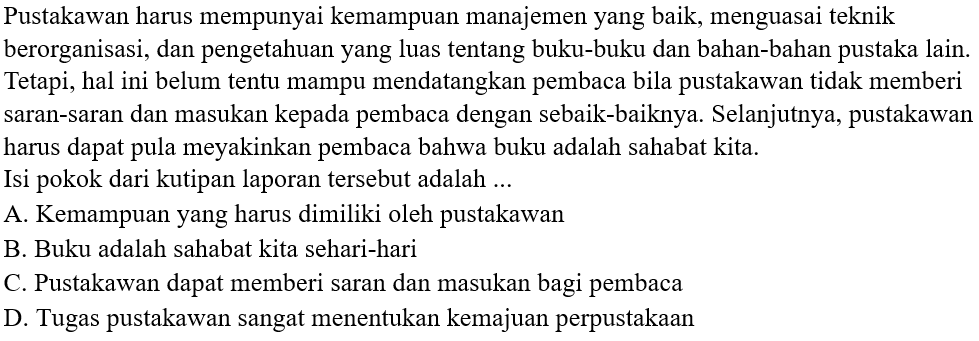 Pustakawan harus mempunyai kemampuan manajemen yang baik, menguasai teknik
berorganisasi, dan pengetahuan yang luas tentang buku-buku dan bahan-bahan pustaka lain.
Tetapi, hal ini belum tentu mampu mendatangkan pembaca bila pustakawan tidak memberi
saran-saran dan masukan kepada pembaca dengan sebaik-baiknya. Selanjutnya, pustakawan
harus dapat pula meyakinkan pembaca bahwa buku adalah sahabat kita.
Isi pokok dari kutipan laporan tersebut adalah ...
A. Kemampuan yang harus dimiliki oleh pustakawan
B. Buku adalah sahabat kita sehari-hari
C. Pustakawan dapat memberi saran dan masukan bagi pembaca
D. Tugas pustakawan sangat menentukan kemajuan perpustakaan